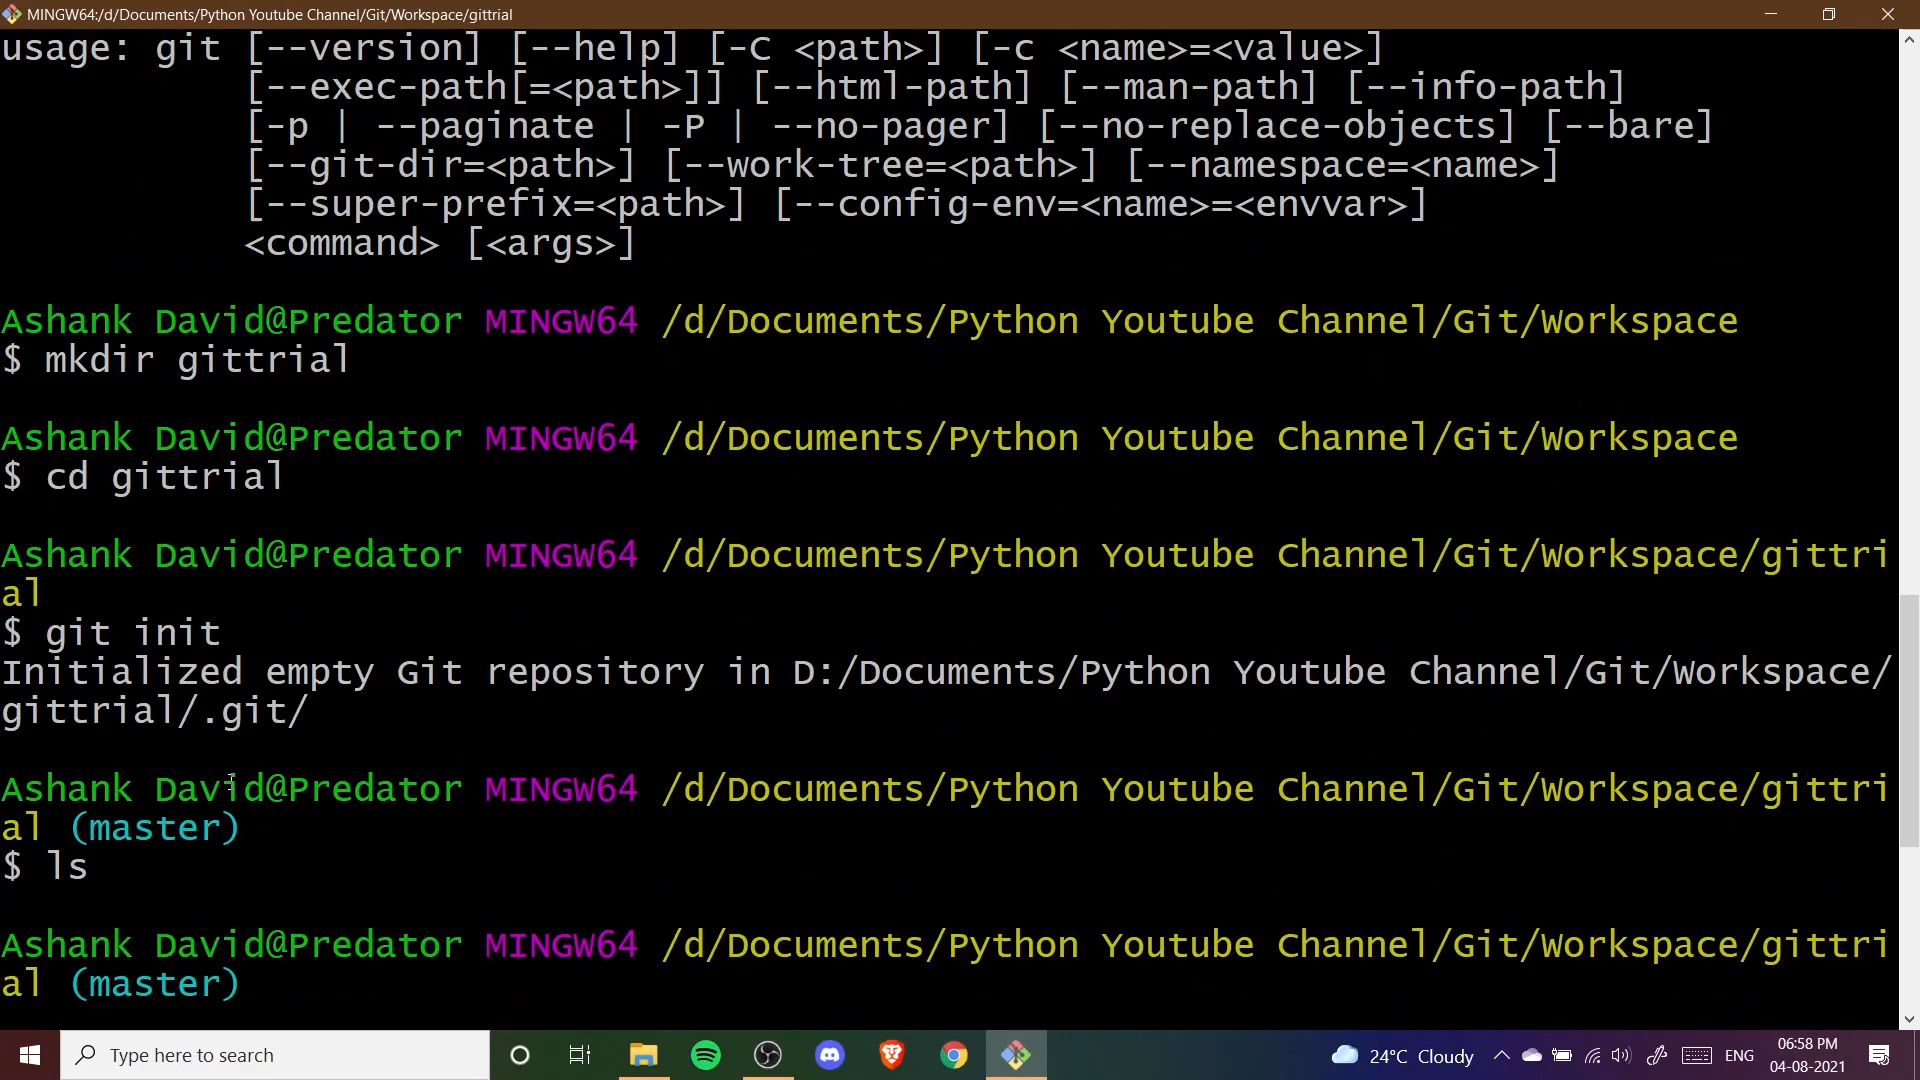 MINGW64:/d/Documents/Python Youtube Channel/Git/Workspace/gittrial
usage: git [--version] [--help] [-C <path>] [-c <name>=<value>]
[--exec-path[=<path>]] [--html-path] [--man-path] [--info-path]
[-p | --paginate | -P | --no-pager] [--no-replace-objects] [--bare]
[--git-dir=<path>] [--work-tree=<path>] [--namespace=<name>]
[--super-prefix=<path>] [--config-env=<name>=<envvar>]
<command> [<args>]
Ashank David@Predator MINGW64 /d/Documents/Python Youtube Channel/Git/Workspace
$ mkdir gittrial
Ashank David@Predator MINGW64 /d/Documents/Python Youtube Channel/Git/Workspace
$ cd gittrial
Ashank David@Predator MINGW64 /d/Documents/Python Youtube Channel/Git/Workspace/gittri
al
$ git init
Initialized empty Git repository in D:/Documents/Python Youtube Channel/Git/Workspace/
gittrial/.git/
Ashank David@Predator MINGW64 /d/Documents/Python Youtube Channel/Git/Workspace/gittri
al (master)
$ ls
Ashank David@Predator MINGW64 /d/Documents/Python Youtube Channel/Git/Workspace/gittri
al (master)
Type here to search
24°C Cloudy
ENG
06:58 PM
04-08-2021